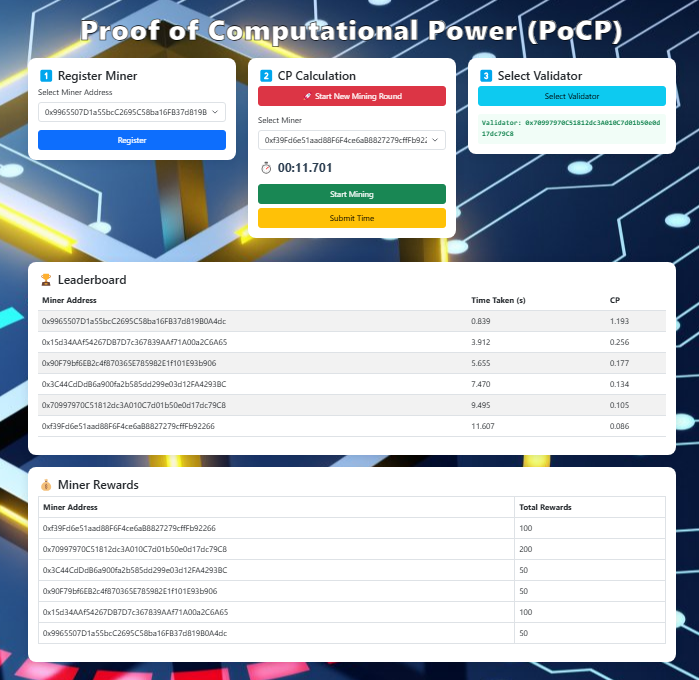 Proof of Computational Power (PoCP)
1 Register Miner
Select Miner Address
0x9965507D1a55bcC2695C58ba16FB37d819B
Register
2 CP Calculation
Start New Mining Round
Select Miner
0xf39Fd6e51aad88F6F4ce6aB8827279cffFb922
00:11.701
Start Mining
Submit Time
3 Select Validator
Select Validator
Validator: 0x70997970C51812dc3A010C7d01b50e0d
17dc79C8
Leaderboard
Miner Address Time Taken (s) CP
0x9965507D1a55bcC2695C58ba16FB37d819B0A4dc 0.839 1.193
0x15d34AAf54267DB7D7c367839AAf71A00a2C6A65 3.912 0.256
0x90F79bf6EB2c4f870365E785982E1f101E93b906 5.655 0.177
0x3C44CdDdB6a900fa2b585dd299e03d12FA4293BC 7.470 0.134
0x70997970C51812dc3A010C7d01b50e0d17dc79C8 9.495 0.105
0xf39Fd6e51aad88F6F4ce6aB8827279cffFb92266 11.607 0.086
Miner Rewards
Miner Address Total Rewards
0xf39Fd6e51aad88F6F4ce6aB8827279cffFb92266 100
0x70997970C51812dc3A010C7d01b50e0d17dc79C8 200
0x3C44CdDdB6a900fa2b585dd299e03d12FA4293BC 50
0x90F79bf6EB2c4f870365E785982E1f101E93b906 50
0x15d34AAf54267DB7D7c367839AAf71A00a2C6A65 100
0x9965507D1a55bcC2695C58ba16FB37d819B0A4dc 50